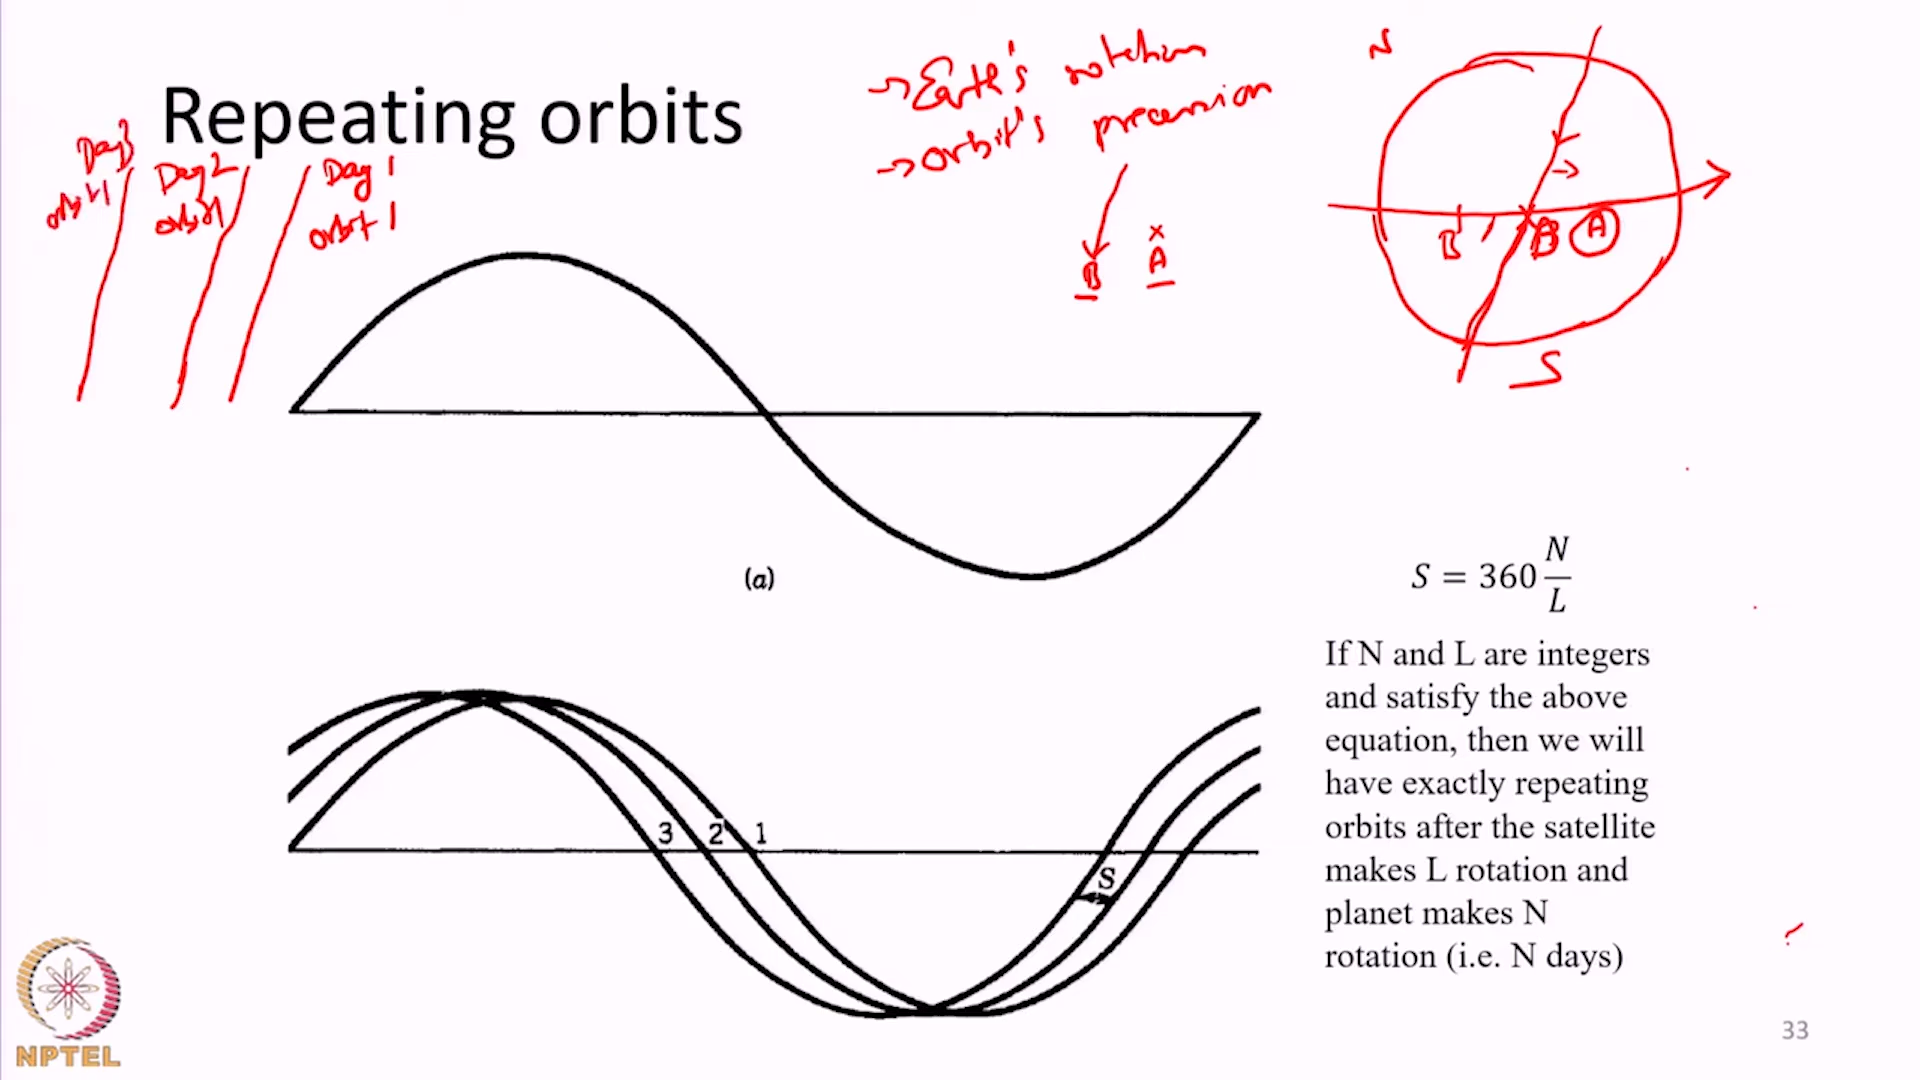 Repeating orbits
→ Earth's rotation
→ orbit's precession
Day 3
orbit 1
Day 2
orbit 1
Day 1
orbit 1
N
B
x
A
B
B
A
S
(a)
S = 360 N/L
If N and L are integers
and satisfy the above
equation, then we will
have exactly repeating
orbits after the satellite
makes L rotation and
planet makes N
rotation (i.e. N days)
3 2 1
S
NPTEL
33